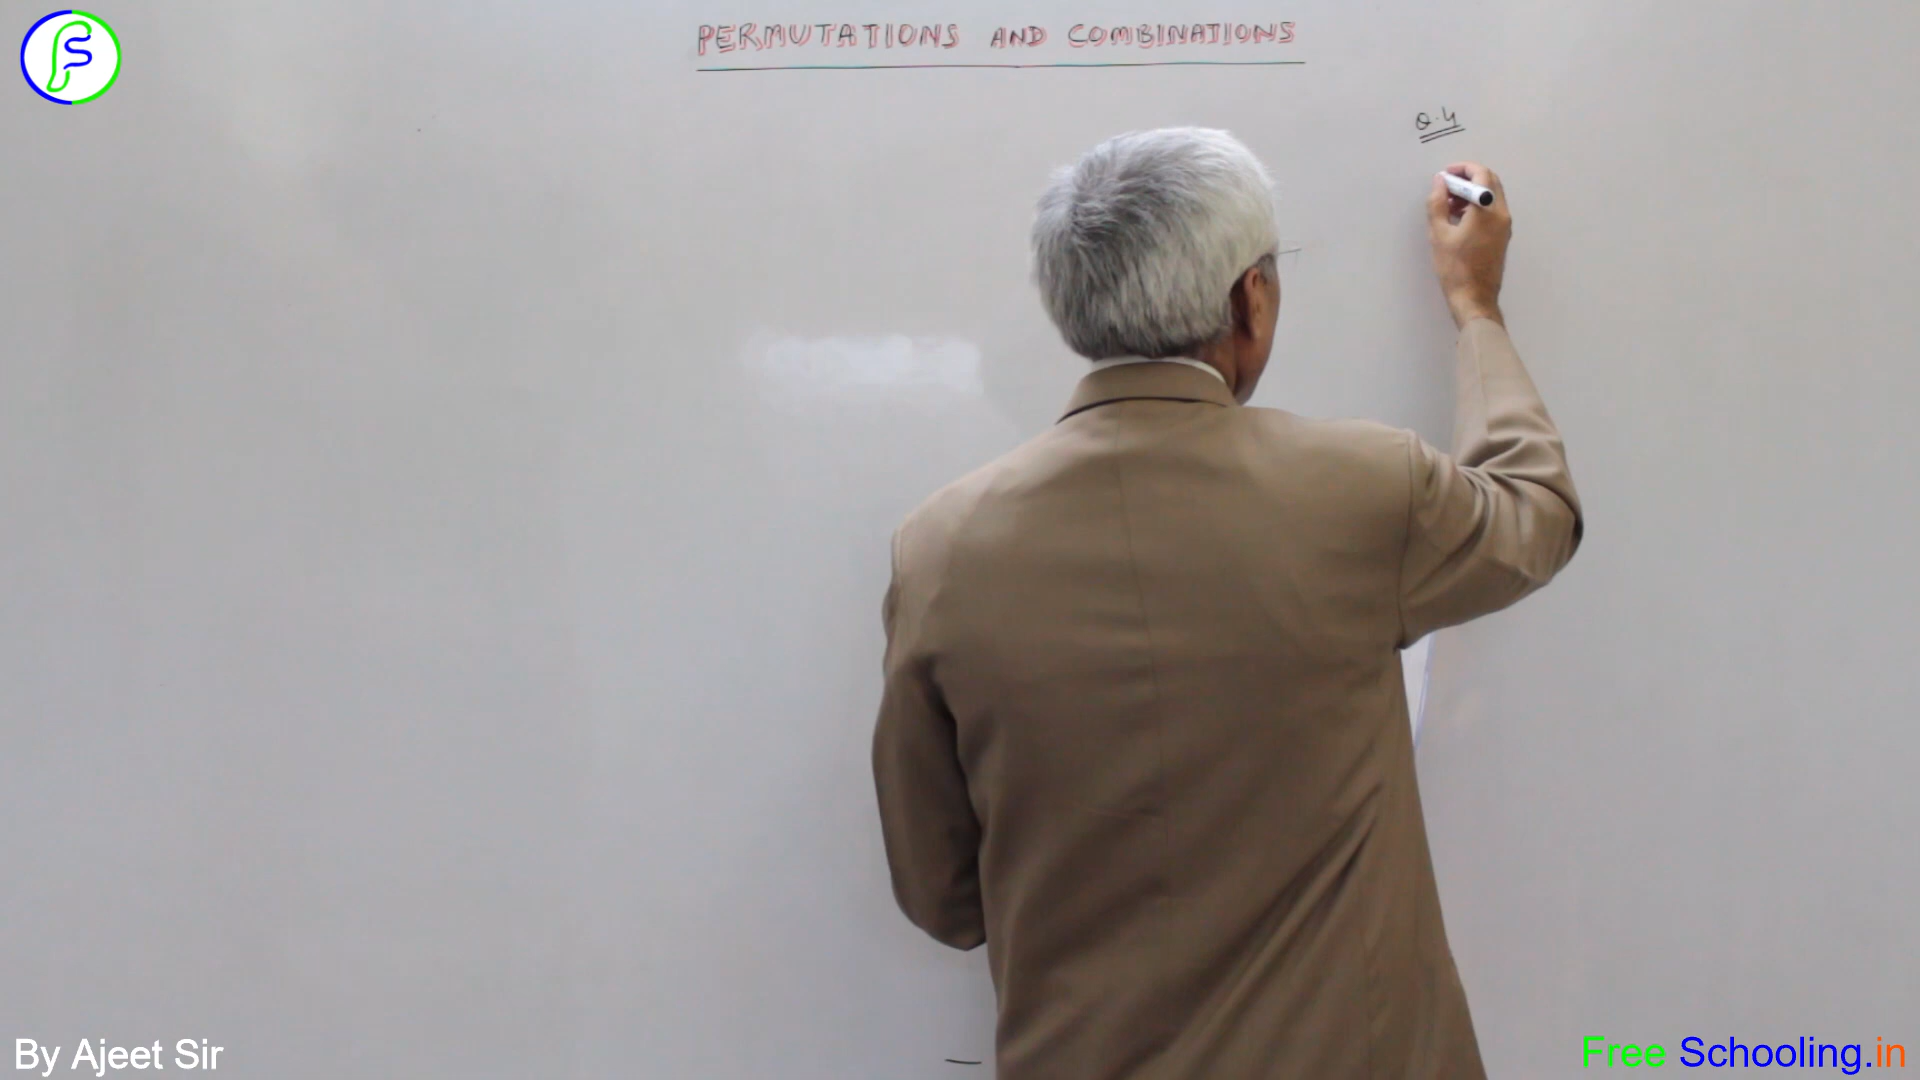 PERMUTATIONS AND COMBINATIONS
Q.4
By Ajeet Sir
Free Schooling.in